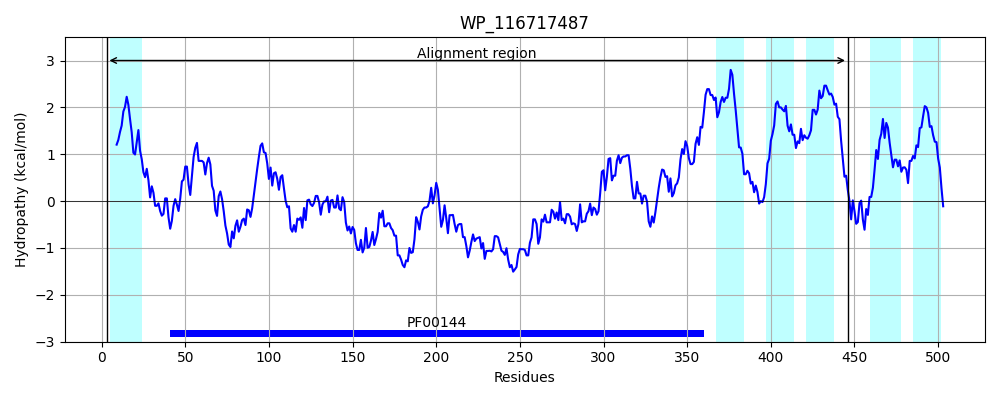 WP_116717487
Alignment region
PF00144
Hydropathy (kcal/mol)
3
2
1
0
−1
−2
−3
0 50 100 150 200 250 300 350 400 450 500
Residues